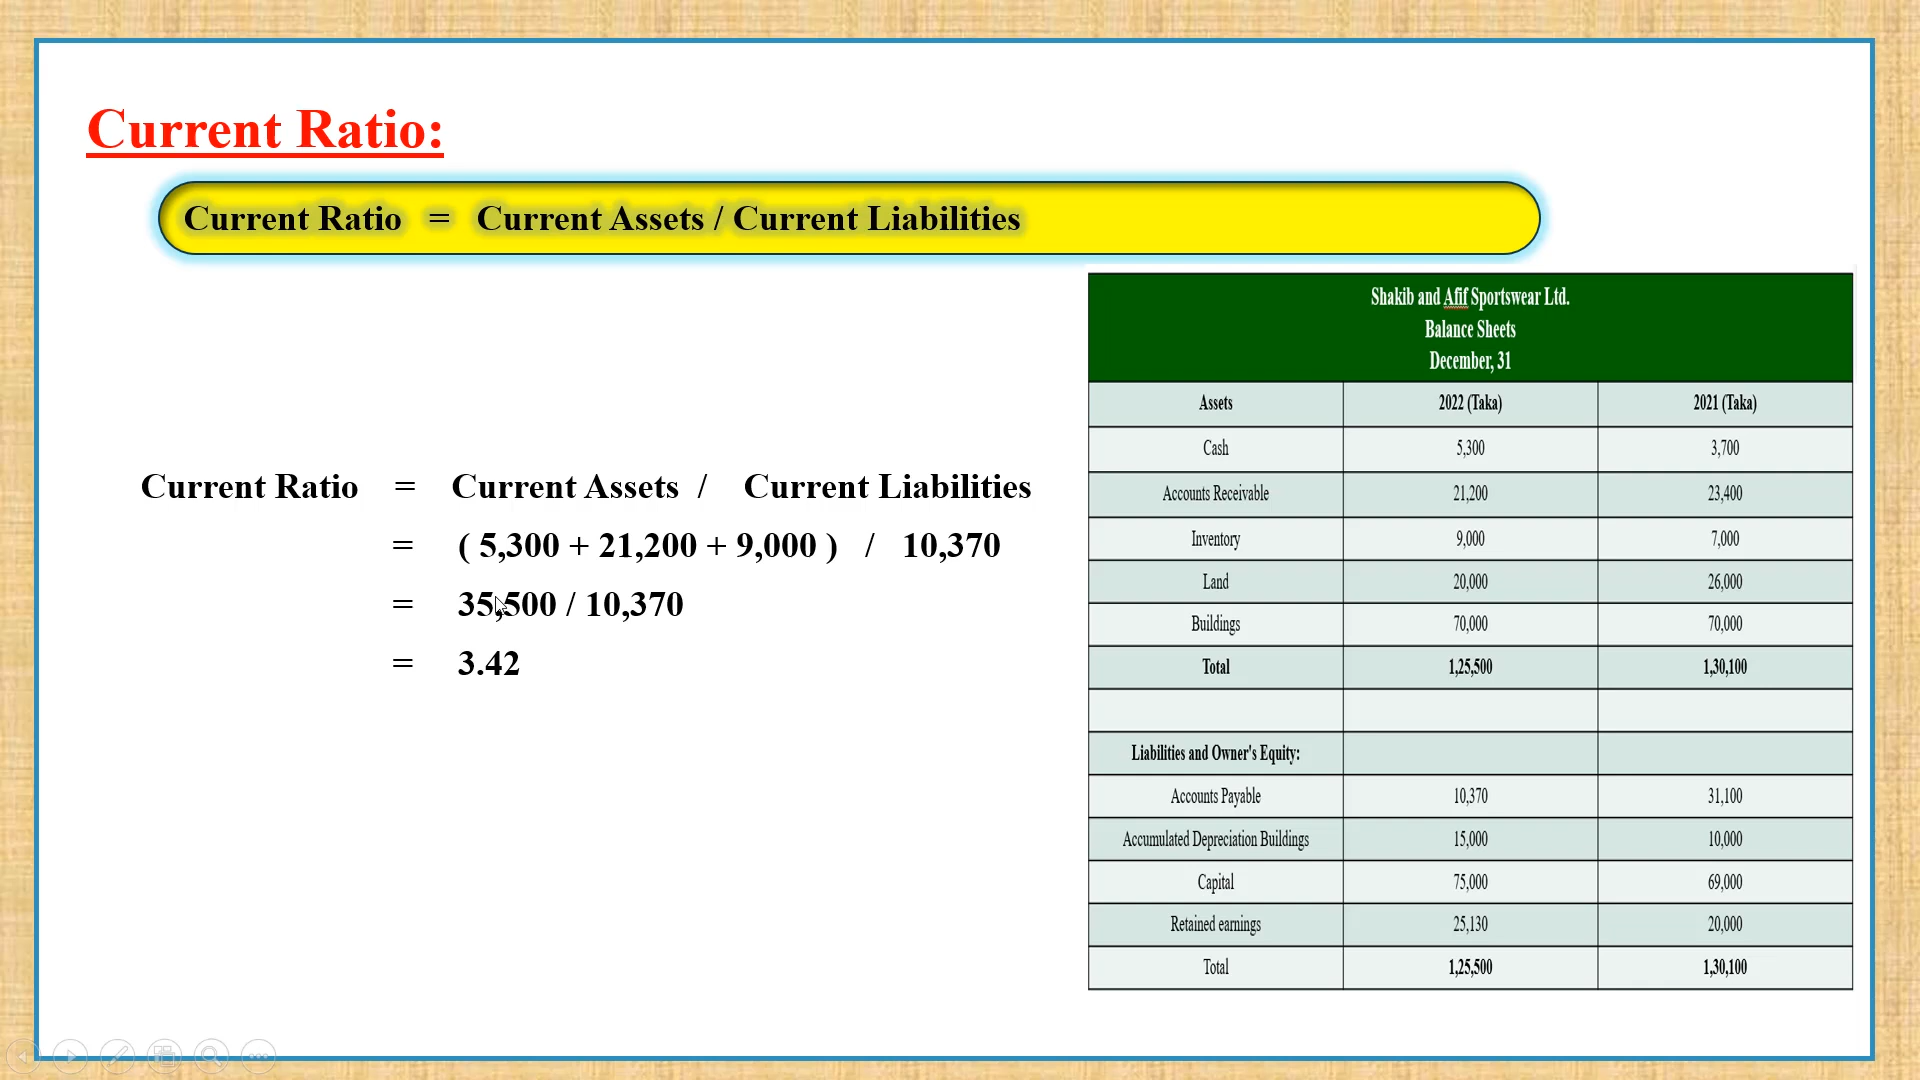 Current Ratio:
Current Ratio = Current Assets / Current Liabilities
Current Ratio = Current Assets / Current Liabilities
= ( 5,300 + 21,200 + 9,000 ) / 10,370
= 35,500 / 10,370
= 3.42
Shakib and Afif Sportswear Ltd.
Balance Sheets
December, 31
Assets 2022 (Taka) 2021 (Taka)
Cash 5,300 3,700
Accounts Receivable 21,200 23,400
Inventory 9,000 7,000
Land 20,000 26,000
Buildings 70,000 70,000
Total 1,25,500 1,30,100
Liabilities and Owner's Equity:
Accounts Payable 10,370 31,100
Accumulated Depreciation Buildings 15,000 10,000
Capital 75,000 69,000
Retained earnings 25,130 20,000
Total 1,25,500 1,30,100